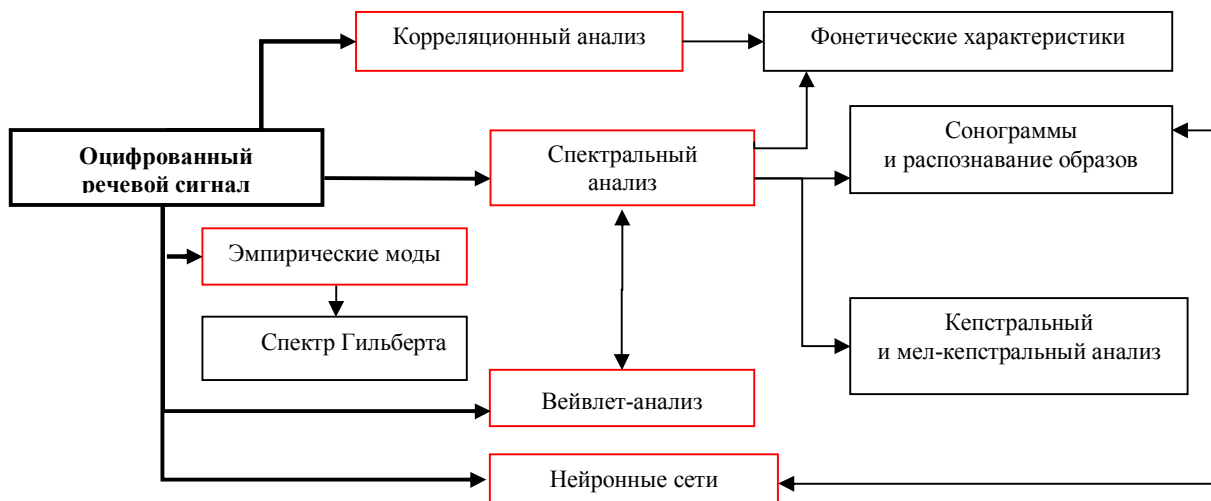 Корреляционный анализ
Фонетические характеристики
Оцифрованный
речевой сигнал
Спектральный
анализ
Сонограммы
и распознавание образов
Эмпирические моды
Спектр Гильберта
Кепстральный
и мел-кепстральный анализ
Вейвлет-анализ
Нейронные сети